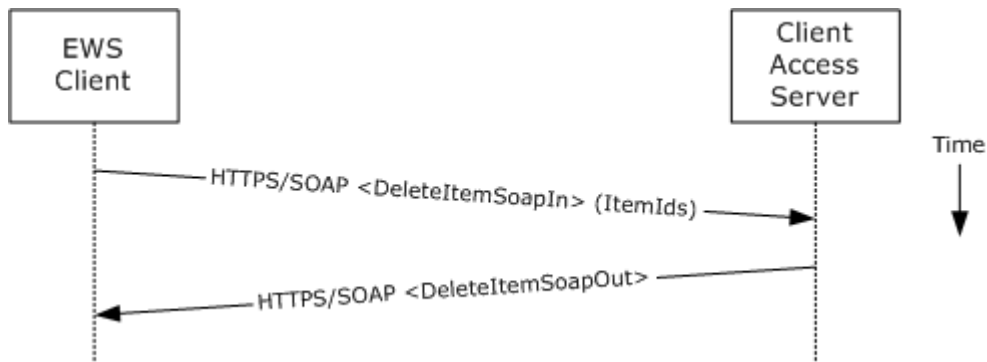 EWS
Client
Client
Access
Server
Time
HTTPS/SOAP <DeleteItemSoapIn> (ItemIds)
HTTPS/SOAP <DeleteItemSoapOut>